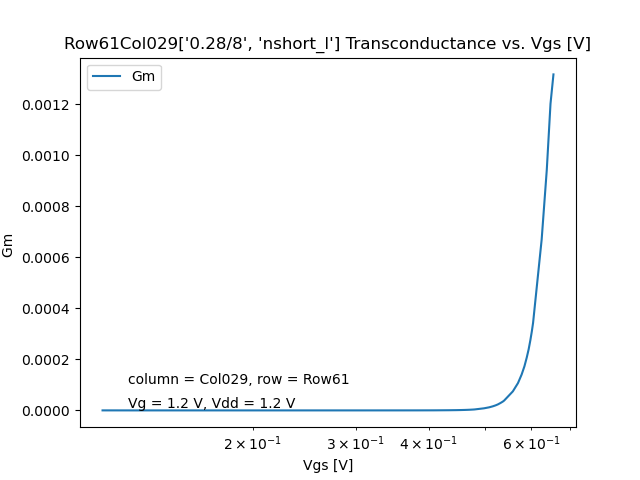 Row61Col029['0.28/8', 'nshort_l'] Transconductance vs. Vgs [V]
Gm
0.0012
0.0010
0.0008
0.0006
0.0004
0.0002
0.0000
Gm
column = Col029, row = Row61
Vg = 1.2 V, Vdd = 1.2 V
2 × 10⁻¹ 3 × 10⁻¹ 4 × 10⁻¹ 6 × 10⁻¹
Vgs [V]